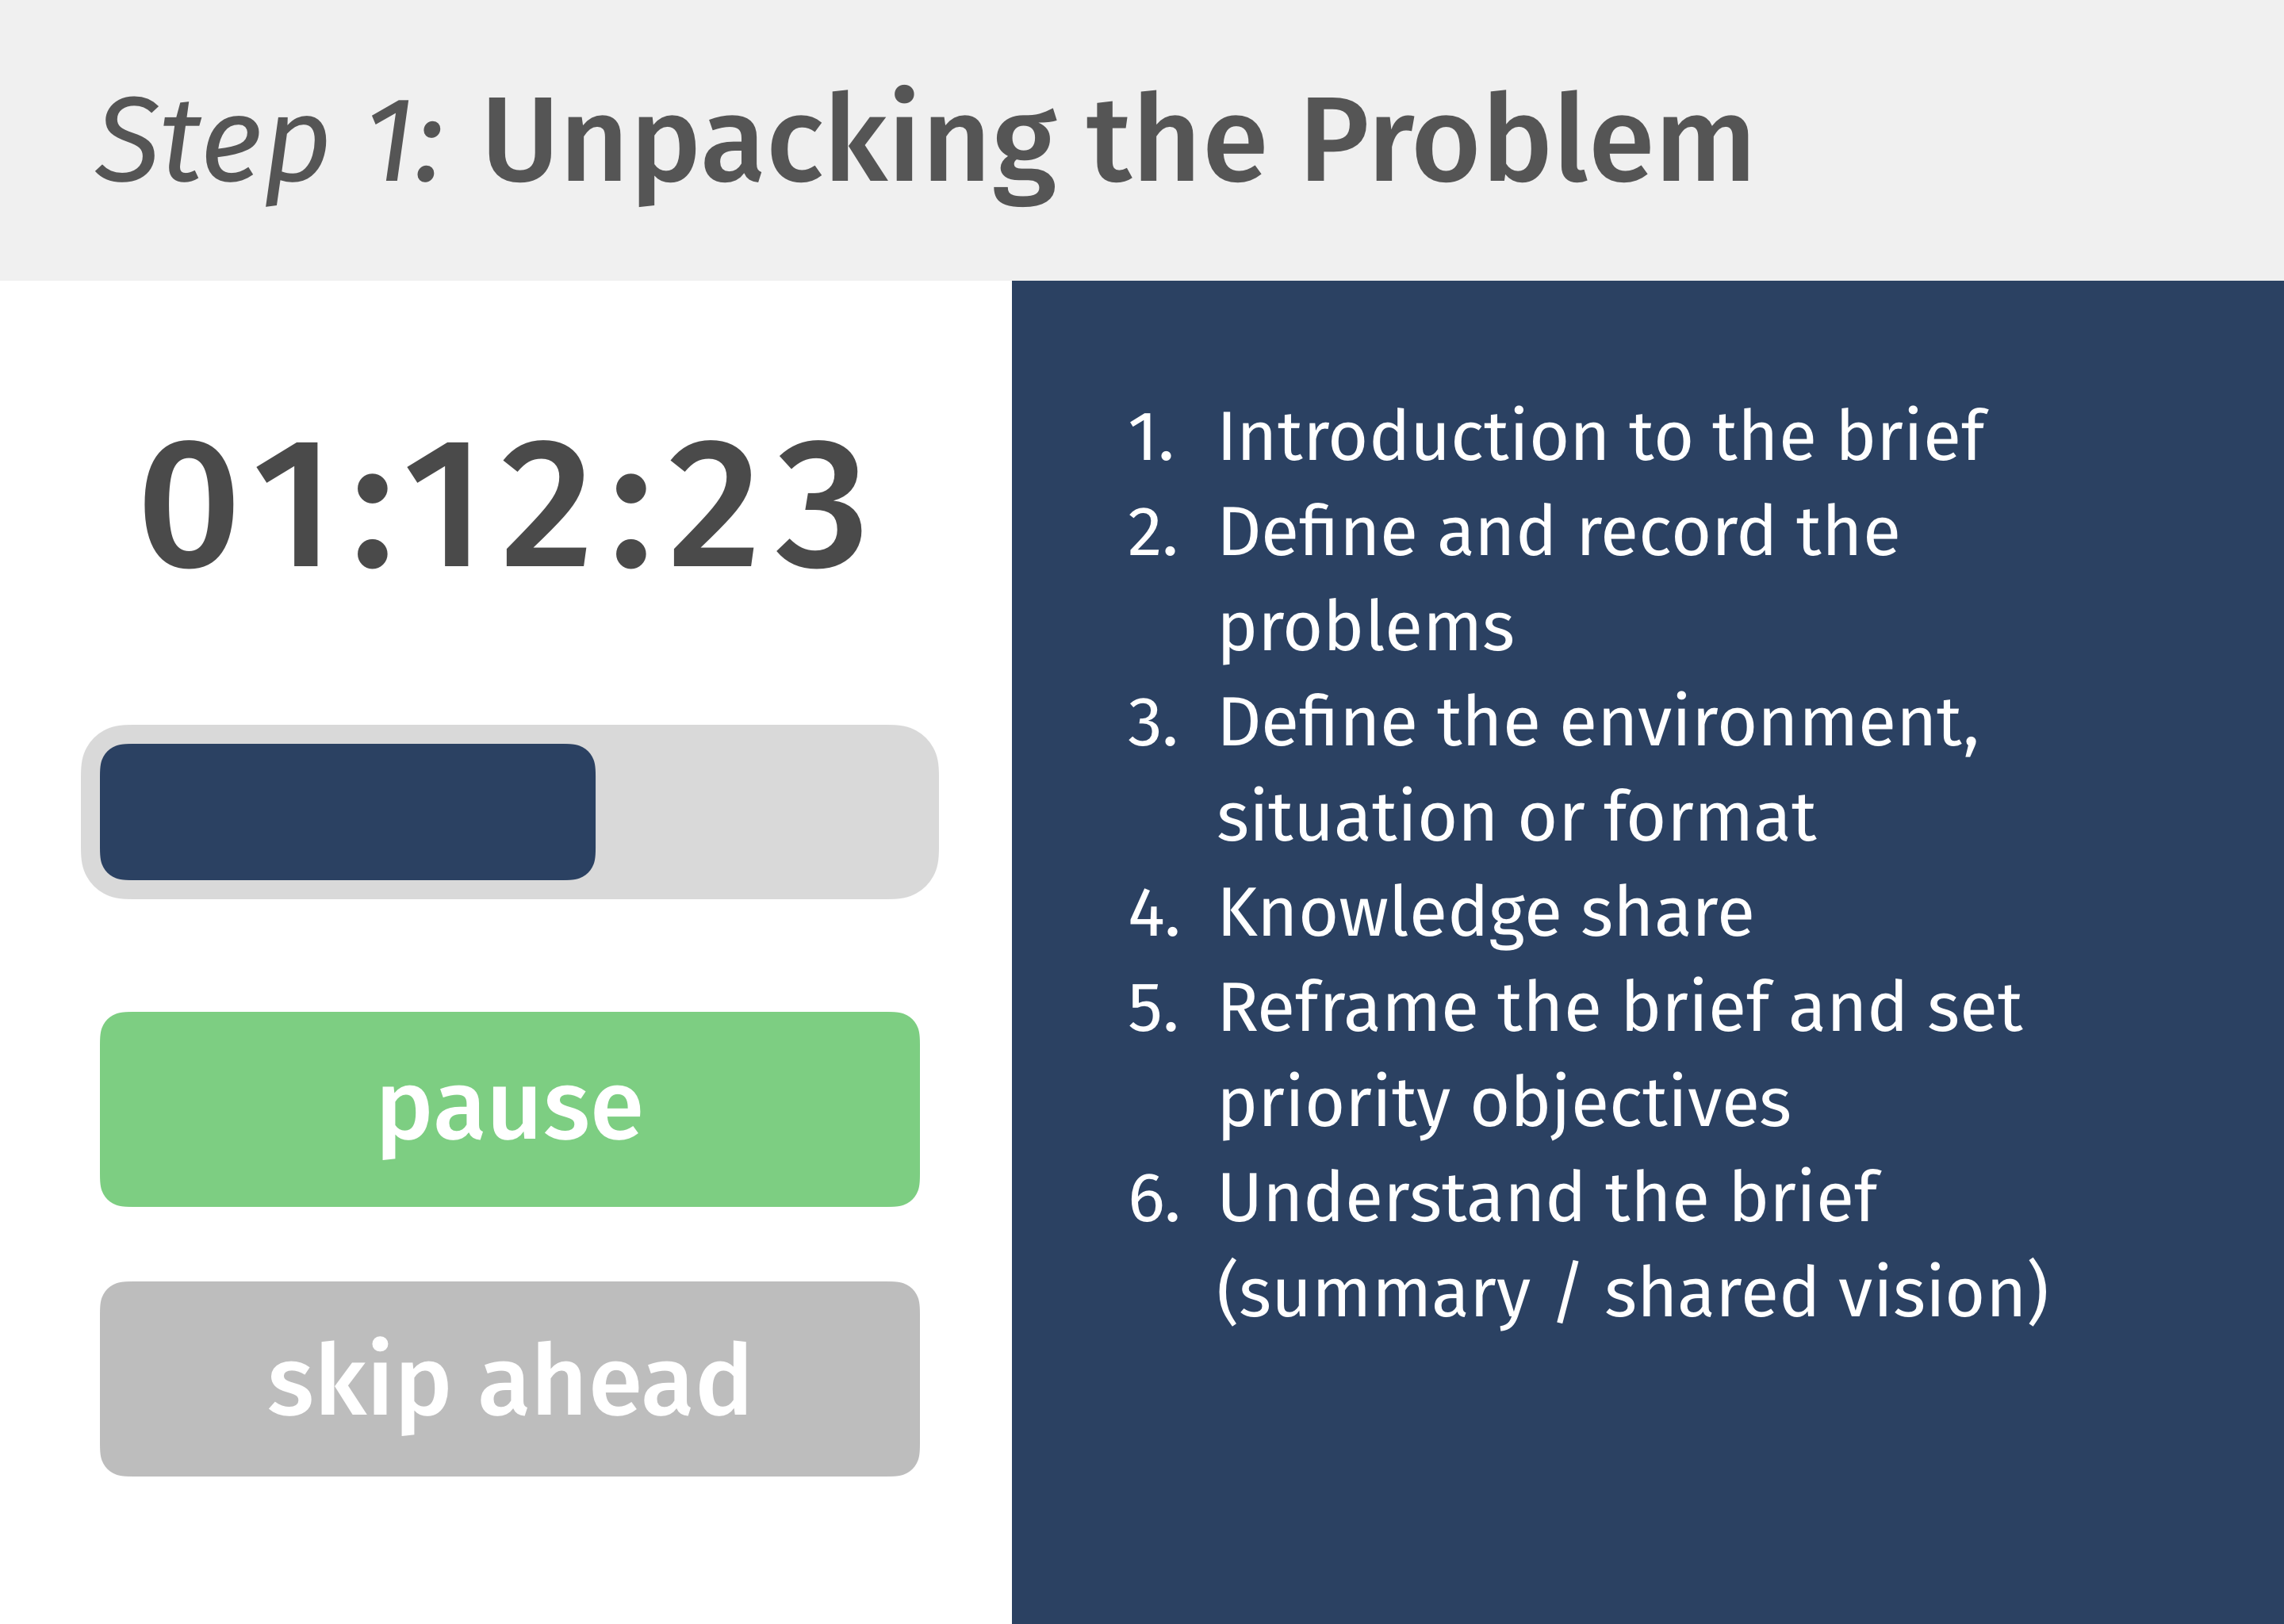 Step 1: Unpacking the Problem
01:12:23
pause
skip ahead
1. Introduction to the brief
2. Define and record the
problems
3. Define the environment,
situation or format
4. Knowledge share
5. Reframe the brief and set
priority objectives
6. Understand the brief
(summary / shared vision)